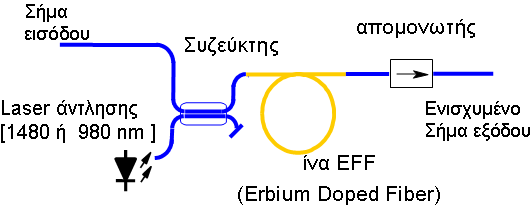 Σήμα
εισόδου
Συζεύκτης
απομονωτής
Laser άντλησης
[1480 ή 980 nm ]
Ενισχυμένο
Σήμα εξόδου
ίνα EFF
(Erbium Doped Fiber)